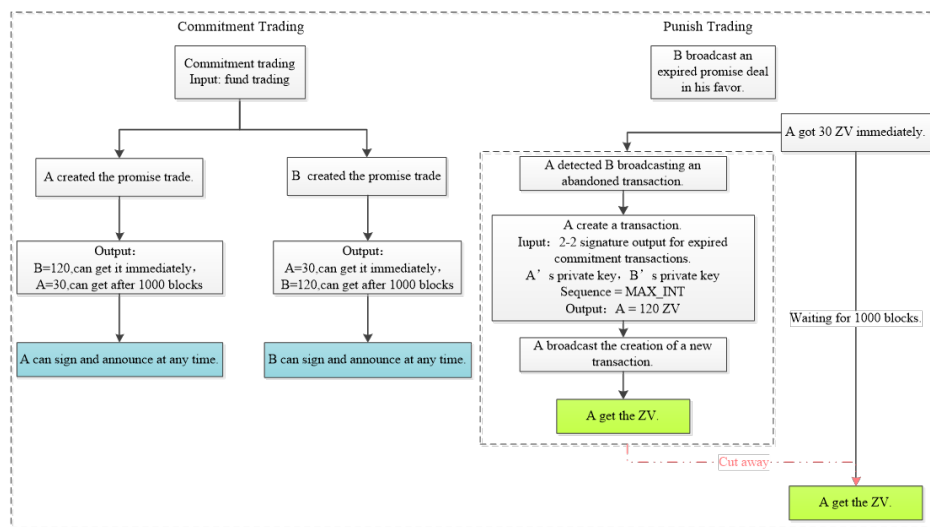 Commitment Trading
Commitment trading
Input: fund trading
A created the promise trade.
B created the promise trade
Output：
B=120,can get it immediately，
A=30,can get after 1000 blocks
Output：
A=30,can get it immediately，
B=120,can get after 1000 blocks
A can sign and announce at any time.
B can sign and announce at any time.
Punish Trading
B broadcast an
expired promise deal
in his favor.
A got 30 ZV immediately.
A detected B broadcasting an
abandoned transaction.
A create a transaction.
Iuput：2-2 signature output for expired
commitment transactions.
A’s private key，B’s private key
Sequence = MAX_INT
Output：A = 120 ZV
Waiting for 1000 blocks.
A broadcast the creation of a new
transaction.
A get the ZV.
Cut away
A get the ZV.